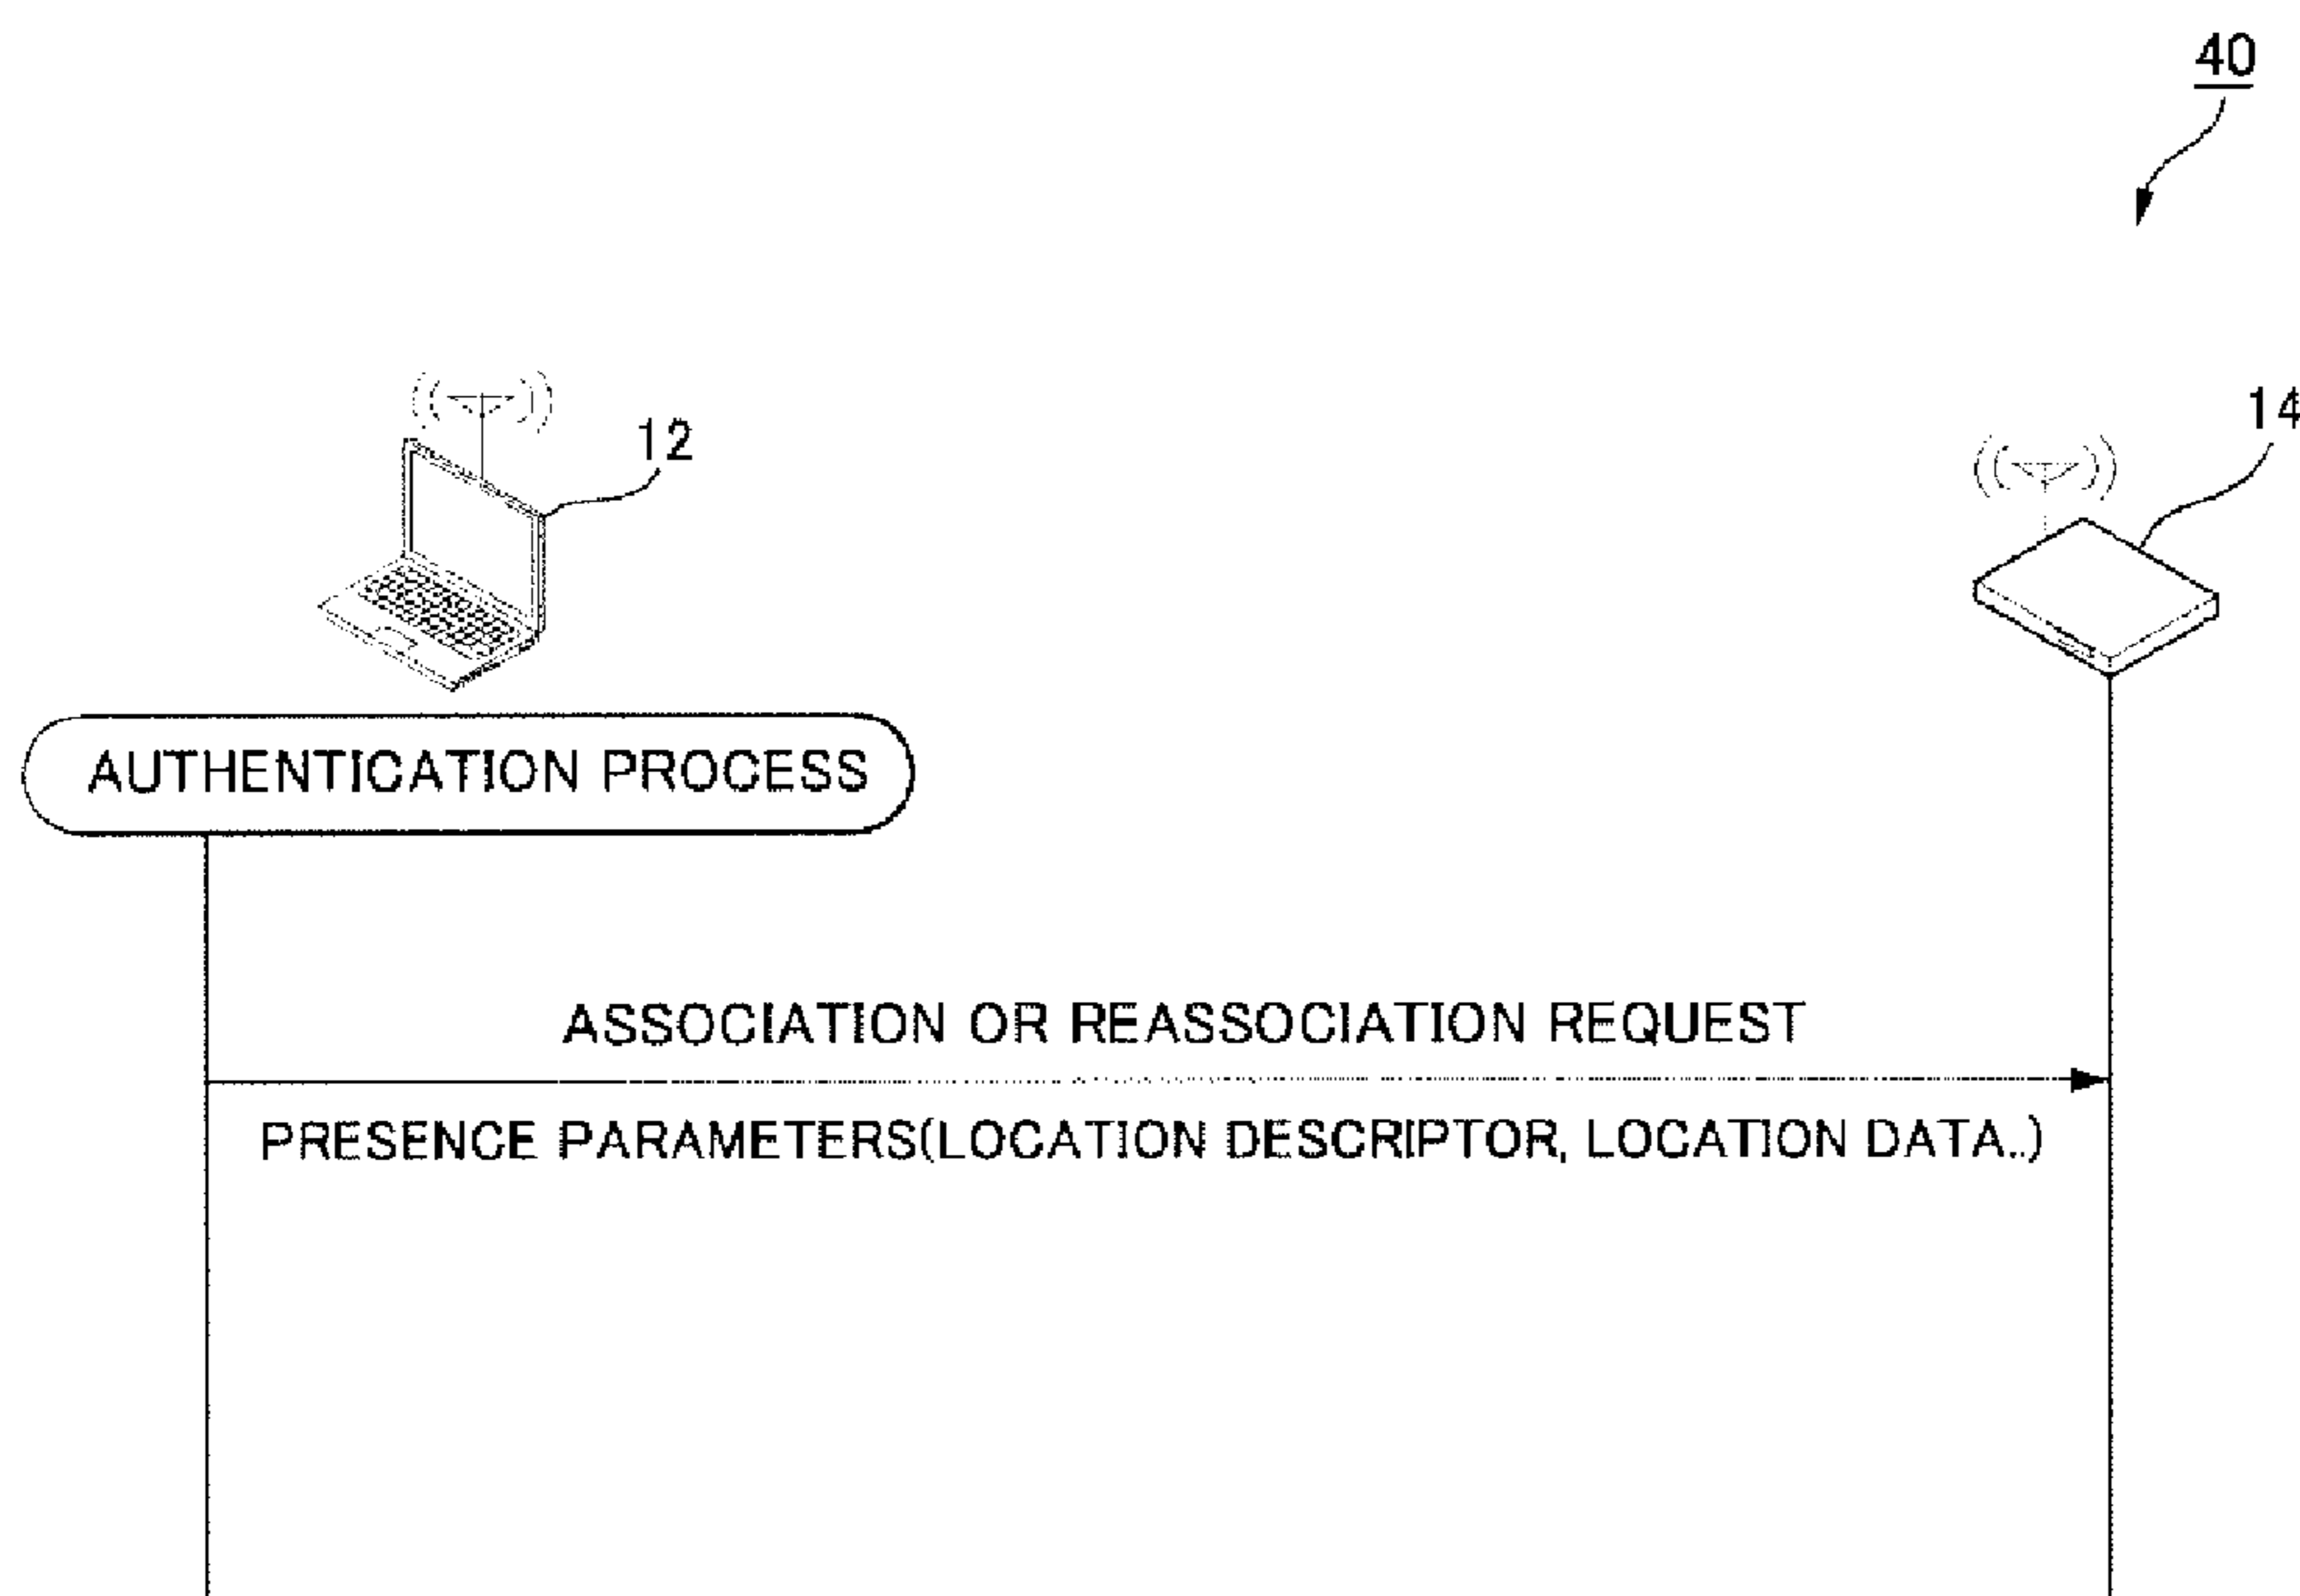 40
12
14
AUTHENTICATION PROCESS
ASSOCIATION OR REASSOCIATION REQUEST
PRESENCE PARAMETERS(LOCATION DESCRIPTOR, LOCATION DATA..)